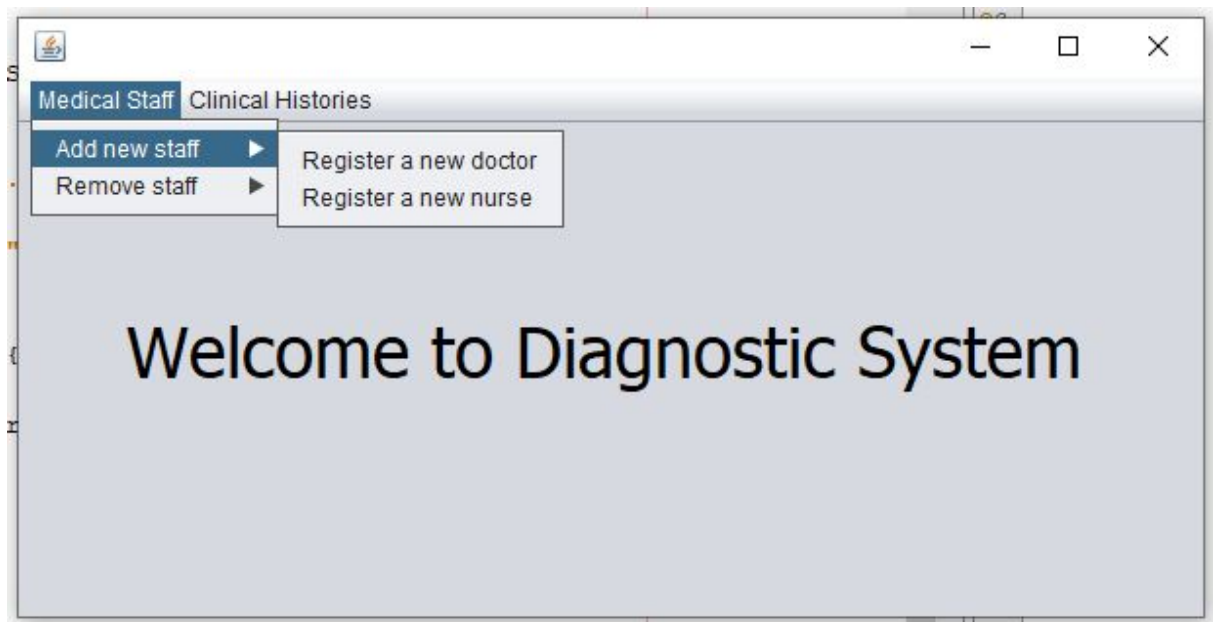 Medical Staff Clinical Histories
Add new staff
Register a new doctor
Remove staff
Register a new nurse
Welcome to Diagnostic System